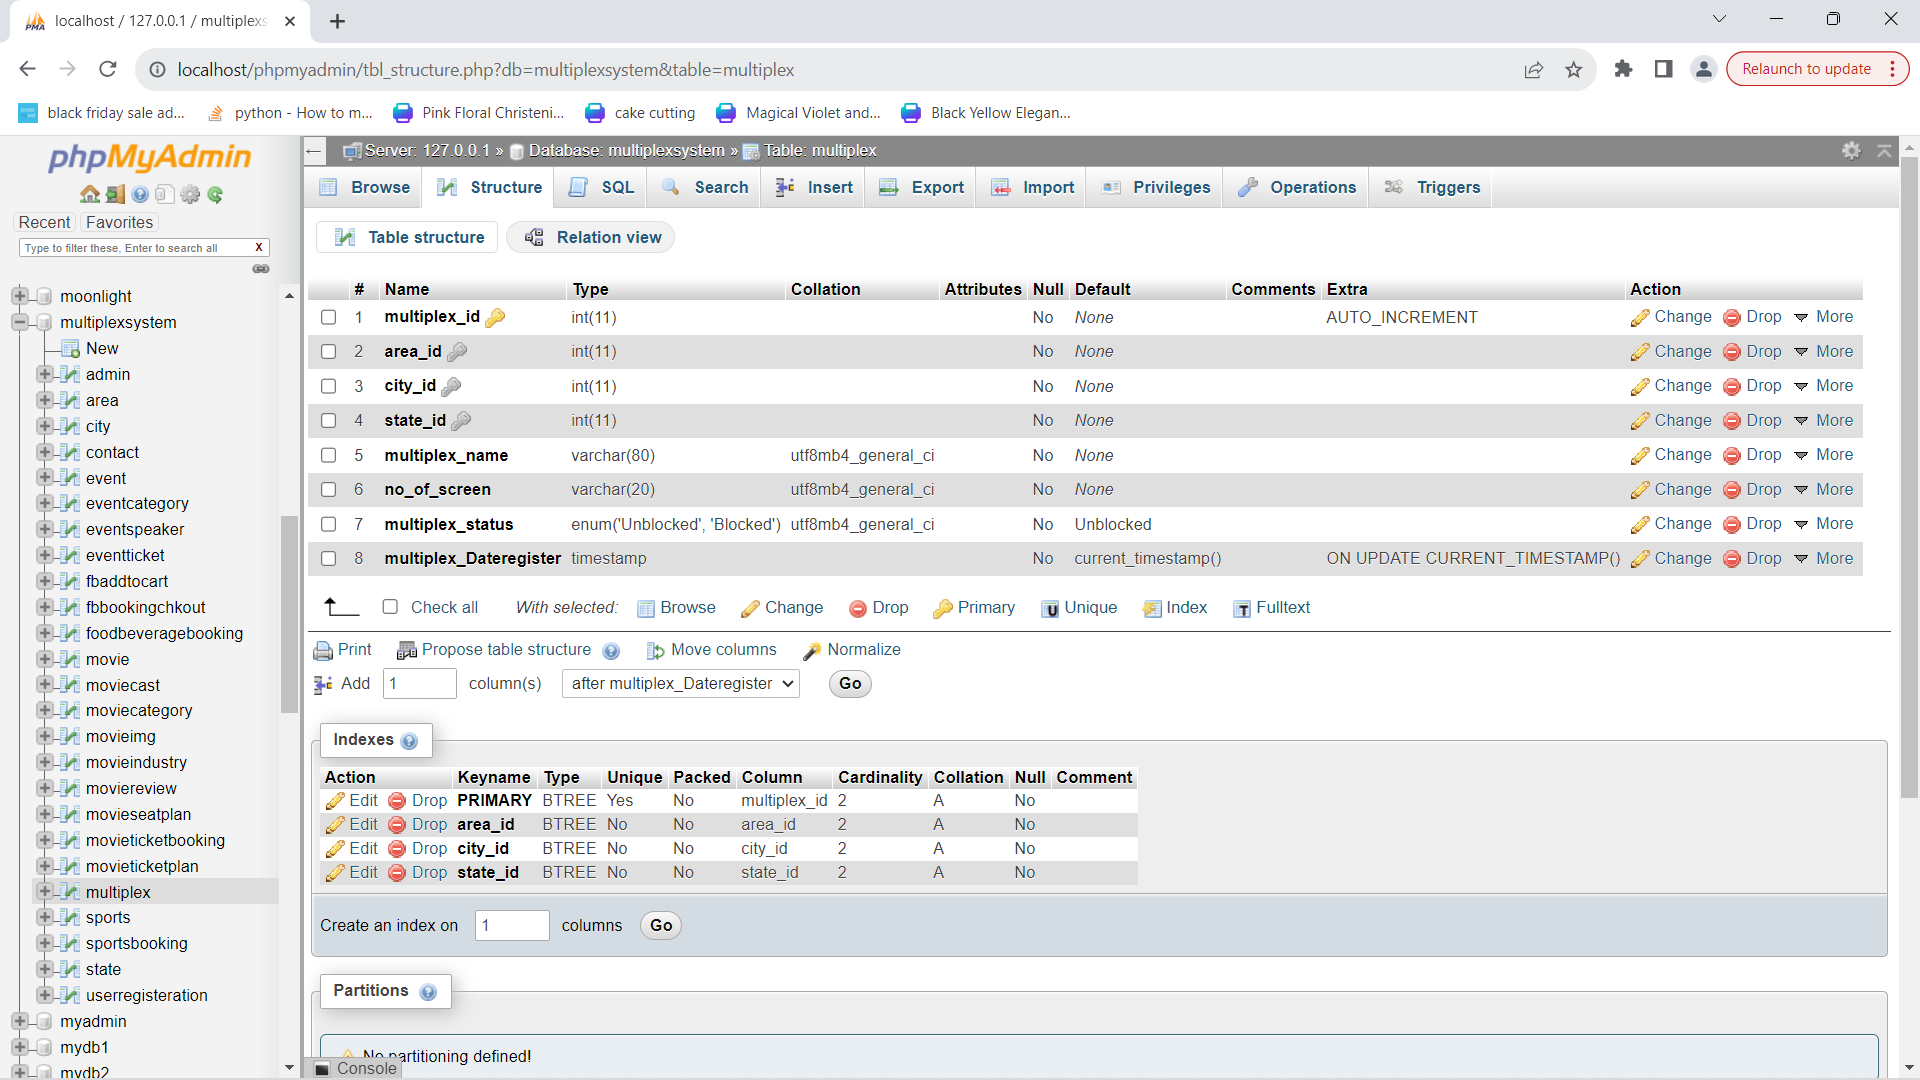 localhost / 127.0.0.1 / multiplexs
localhost/phpmyadmin/tbl_structure.php?db=multiplexsystem&table=multiplex
Relaunch to update
black friday sale ad...
python - How to m...
Pink Floral Christeni...
cake cutting
Magical Violet and...
Black Yellow Elegan...
phpMyAdmin
Recent Favorites
Type to filter these, Enter to search all X
moonlight
multiplexsystem
New
admin
area
city
contact
event
eventcategory
eventspeaker
eventticket
fbaddtocart
fbbookingchkout
foodbeveragebooking
movie
moviecast
moviecategory
movieimg
movieindustry
moviereview
movieseatplan
movieticketbooking
movieticketplan
multiplex
sports
sportsbooking
state
userregisteration
myadmin
mydb1
mydb2
Server: 127.0.0.1 » Database: multiplexsystem » Table: multiplex
Browse Structure SQL Search Insert Export Import Privileges Operations Triggers
Table structure Relation view
# Name Type Collation Attributes Null Default Comments Extra Action
1 multiplex_id int(11) No None AUTO_INCREMENT Change Drop More
2 area_id int(11) No None Change Drop More
3 city_id int(11) No None Change Drop More
4 state_id int(11) No None Change Drop More
5 multiplex_name varchar(80) utf8mb4_general_ci No None Change Drop More
6 no_of_screen varchar(20) utf8mb4_general_ci No None Change Drop More
7 multiplex_status enum('Unblocked', 'Blocked') utf8mb4_general_ci No Unblocked Change Drop More
8 multiplex_Dateregister timestamp No current_timestamp() ON UPDATE CURRENT_TIMESTAMP() Change Drop More
Check all With selected: Browse Change Drop Primary Unique Index Fulltext
Print Propose table structure Move columns Normalize
Add 1 column(s) after multiplex_Dateregister Go
Indexes
Action Keyname Type Unique Packed Column Cardinality Collation Null Comment
Edit Drop PRIMARY BTREE Yes No multiplex_id 2 A No
Edit Drop area_id BTREE No No area_id 2 A No
Edit Drop city_id BTREE No No city_id 2 A No
Edit Drop state_id BTREE No No state_id 2 A No
Create an index on 1 columns Go
Partitions
No partitioning defined!
Console